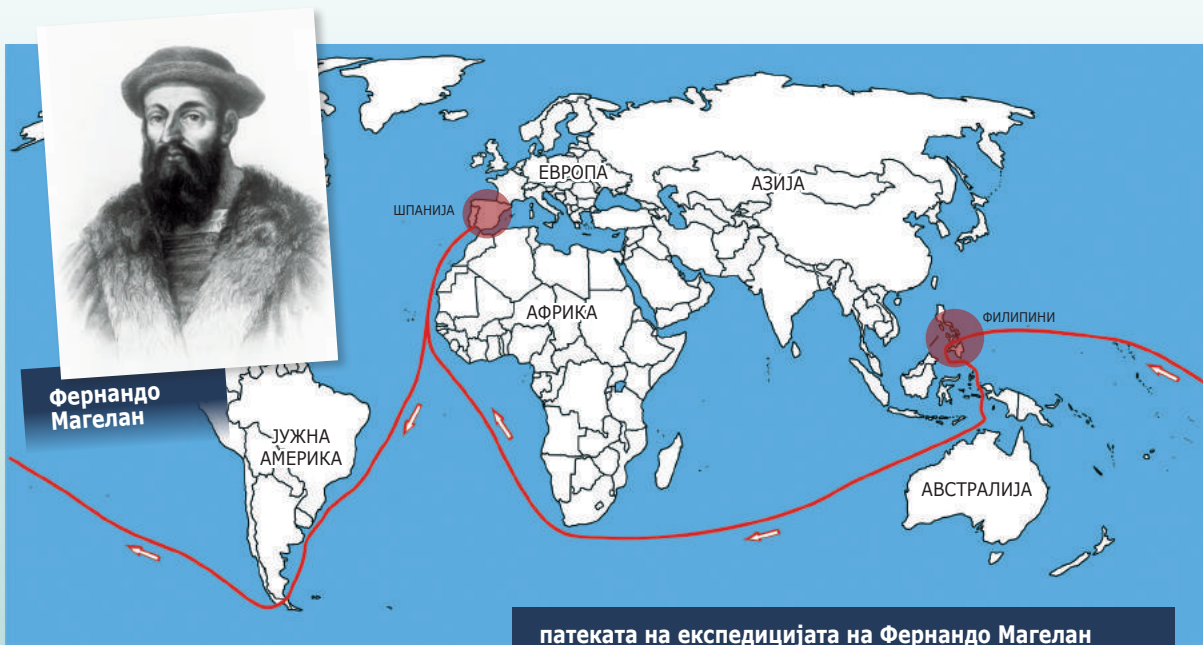 ЕВРОПА
АЗИЈА
ШПАНИЈА
АФРИКА
ФИЛИПИНИ
Фернандо
Магелан
ЈУЖНА
АМЕРИКА
АВСТРАЛИЈА
патеката на експедицијата на Фернандо Магелан